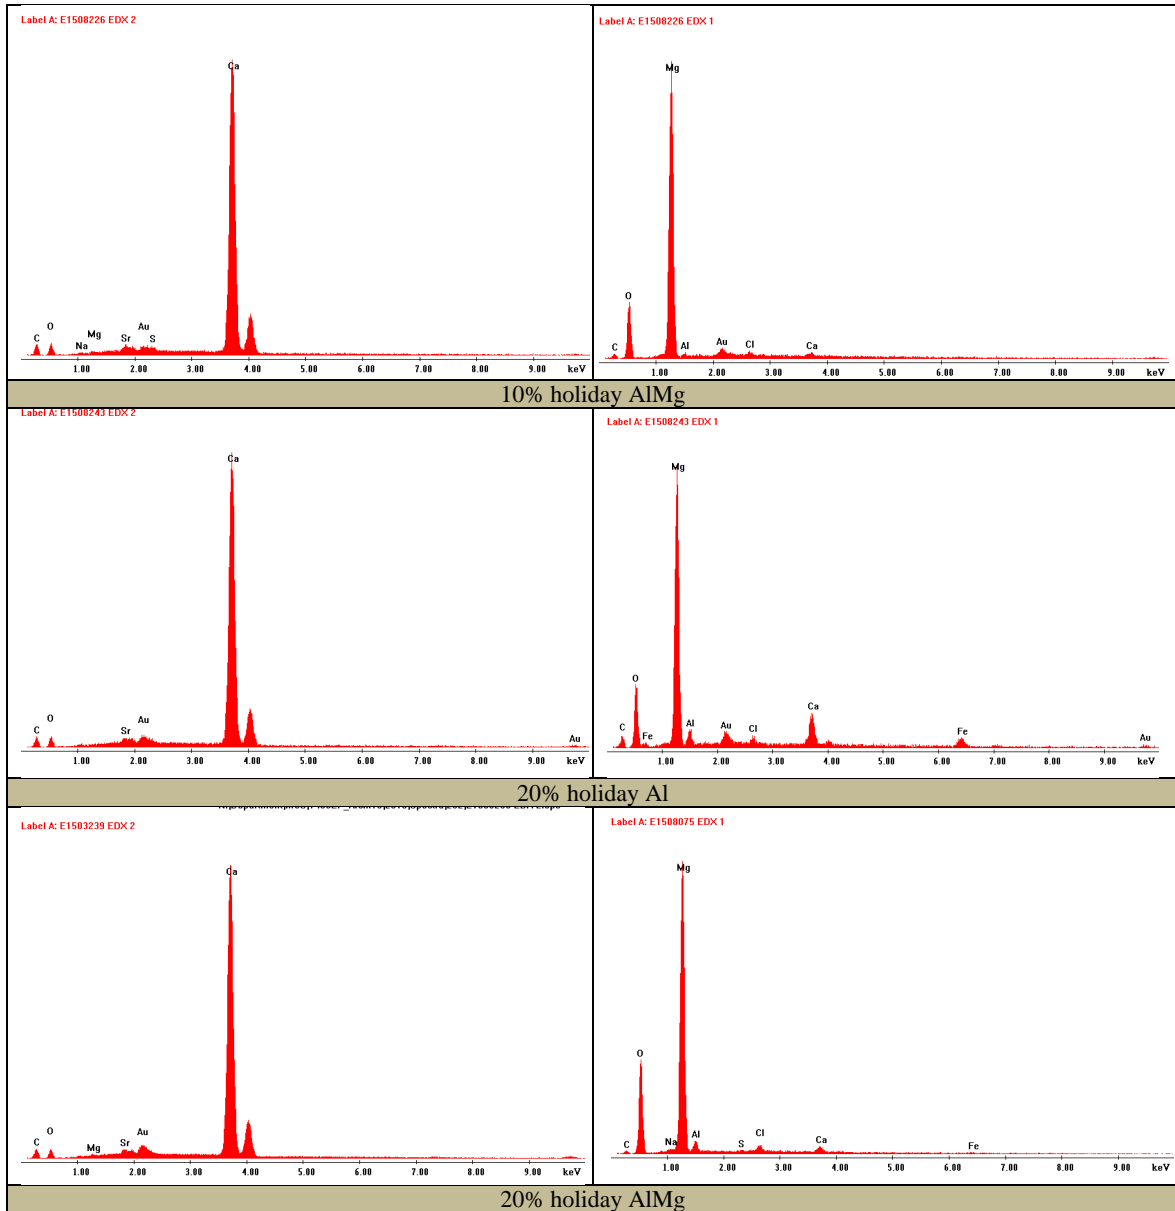 Label A: E1508226 EDX 2
Ca
C O Na Mg Sr Au S
1.00 2.00 3.00 4.00 5.00 6.00 7.00 8.00 9.00 keV
Label A: E1508226 EDX 1
Mg
O
C Al Au Cl Ca
1.00 2.00 3.00 4.00 5.00 6.00 7.00 8.00 9.00 keV
10% holiday AlMg
Label A: E1508243 EDX 2
Ca
C O Sr Au Au
1.00 2.00 3.00 4.00 5.00 6.00 7.00 8.00 9.00 keV
Label A: E1508243 EDX 1
Mg
O
C Fe Al Au Cl Ca Fe Au
1.00 2.00 3.00 4.00 5.00 6.00 7.00 8.00 9.00 keV
20% holiday Al
Label A: E1503239 EDX 2
Ca
C O Mg Sr Au
1.00 2.00 3.00 4.00 5.00 6.00 7.00 8.00 9.00 keV
Label A: E1508075 EDX 1
Mg
O
C Na Al S Cl Ca Fe
1.00 2.00 3.00 4.00 5.00 6.00 7.00 8.00 9.00 keV
20% holiday AlMg